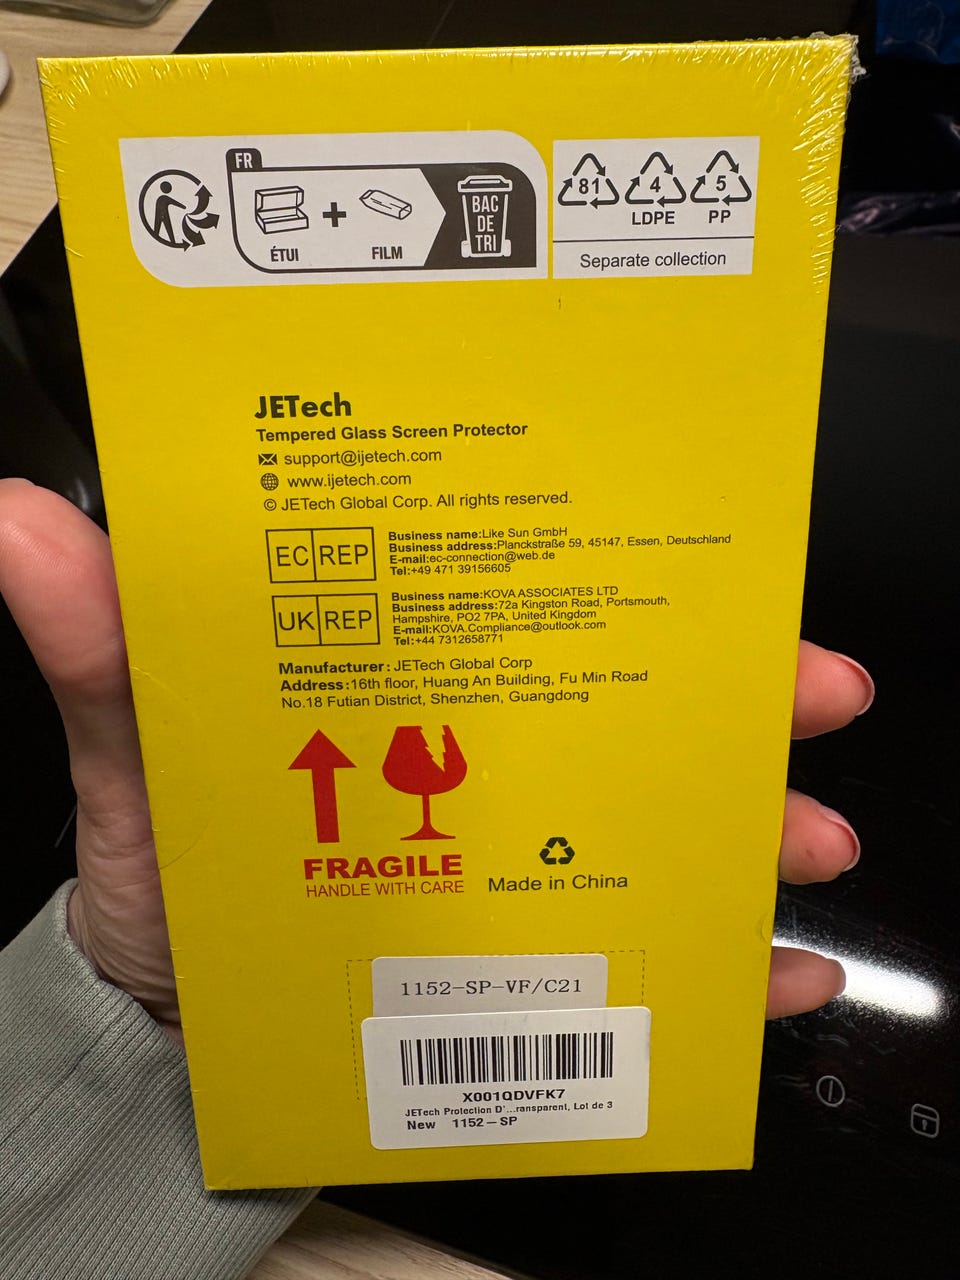 FR
ÉTUI
+
FILM
BAC
DE
TRI
81
4
5
LDPE
PP
Separate collection
JETech
Tempered Glass Screen Protector
support@ijetech.com
www.ijetech.com
© JETech Global Corp. All rights reserved.
EC REP
Business name:Like Sun GmbH
Business address:Planckstraße 59, 45147, Essen, Deutschland
E-mail:ec-connection@web.de
Tel:+49 471 39156605
UK REP
Business name:KOVA ASSOCIATES LTD
Business address:72a Kingston Road, Portsmouth,
Hampshire, PO2 7PA, United Kingdom
E-mail:KOVA.Compliance@outlook.com
Tel:+44 7312658771
Manufacturer: JETech Global Corp
Address:16th floor, Huang An Building, Fu Min Road
No.18 Futian District, Shenzhen, Guangdong
FRAGILE
HANDLE WITH CARE
Made in China
1152-SP-VF/C21
X001QDVFK7
JETech Protection D'...ransparent, Lot de 3
New 1152-SP